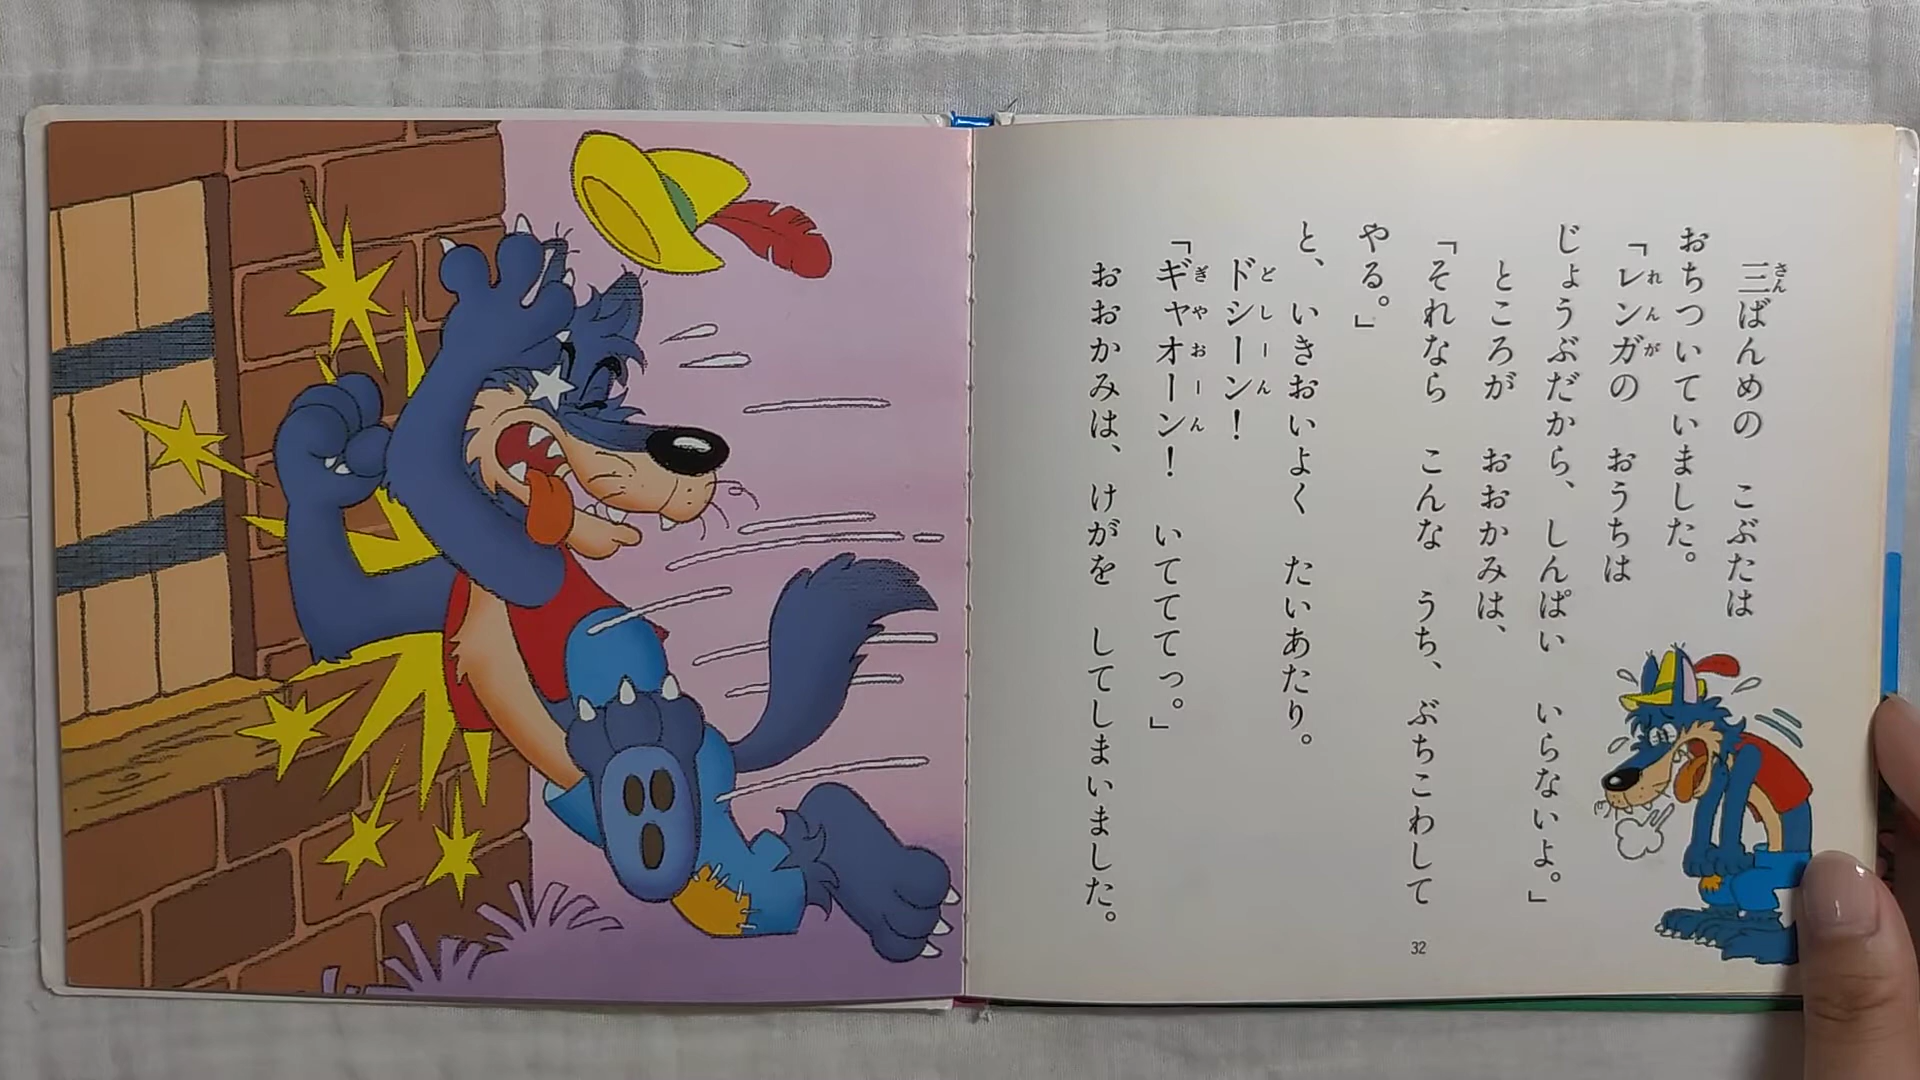 三ばんめの こぶたは
おちついていました。
「レンガの おうちは
じょうぶだから、しんぱい いらないよ。」
ところが おおかみは、
「それなら こんな うち、ぶちこわして
やる。」
と、いきおいよく たいあたり。
ドシーン!
「ギャオーン! いてててっ。」
おおかみは、けがを してしまいました。
32